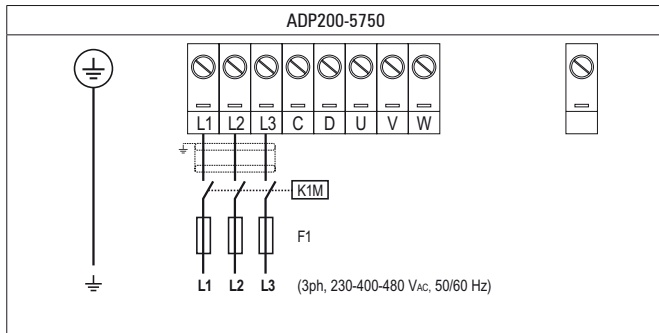 ADP200-5750
L1 L2 L3 C D U V W
K1M
F1
L1 L2 L3 (3ph, 230-400-480 VAC, 50/60 Hz)